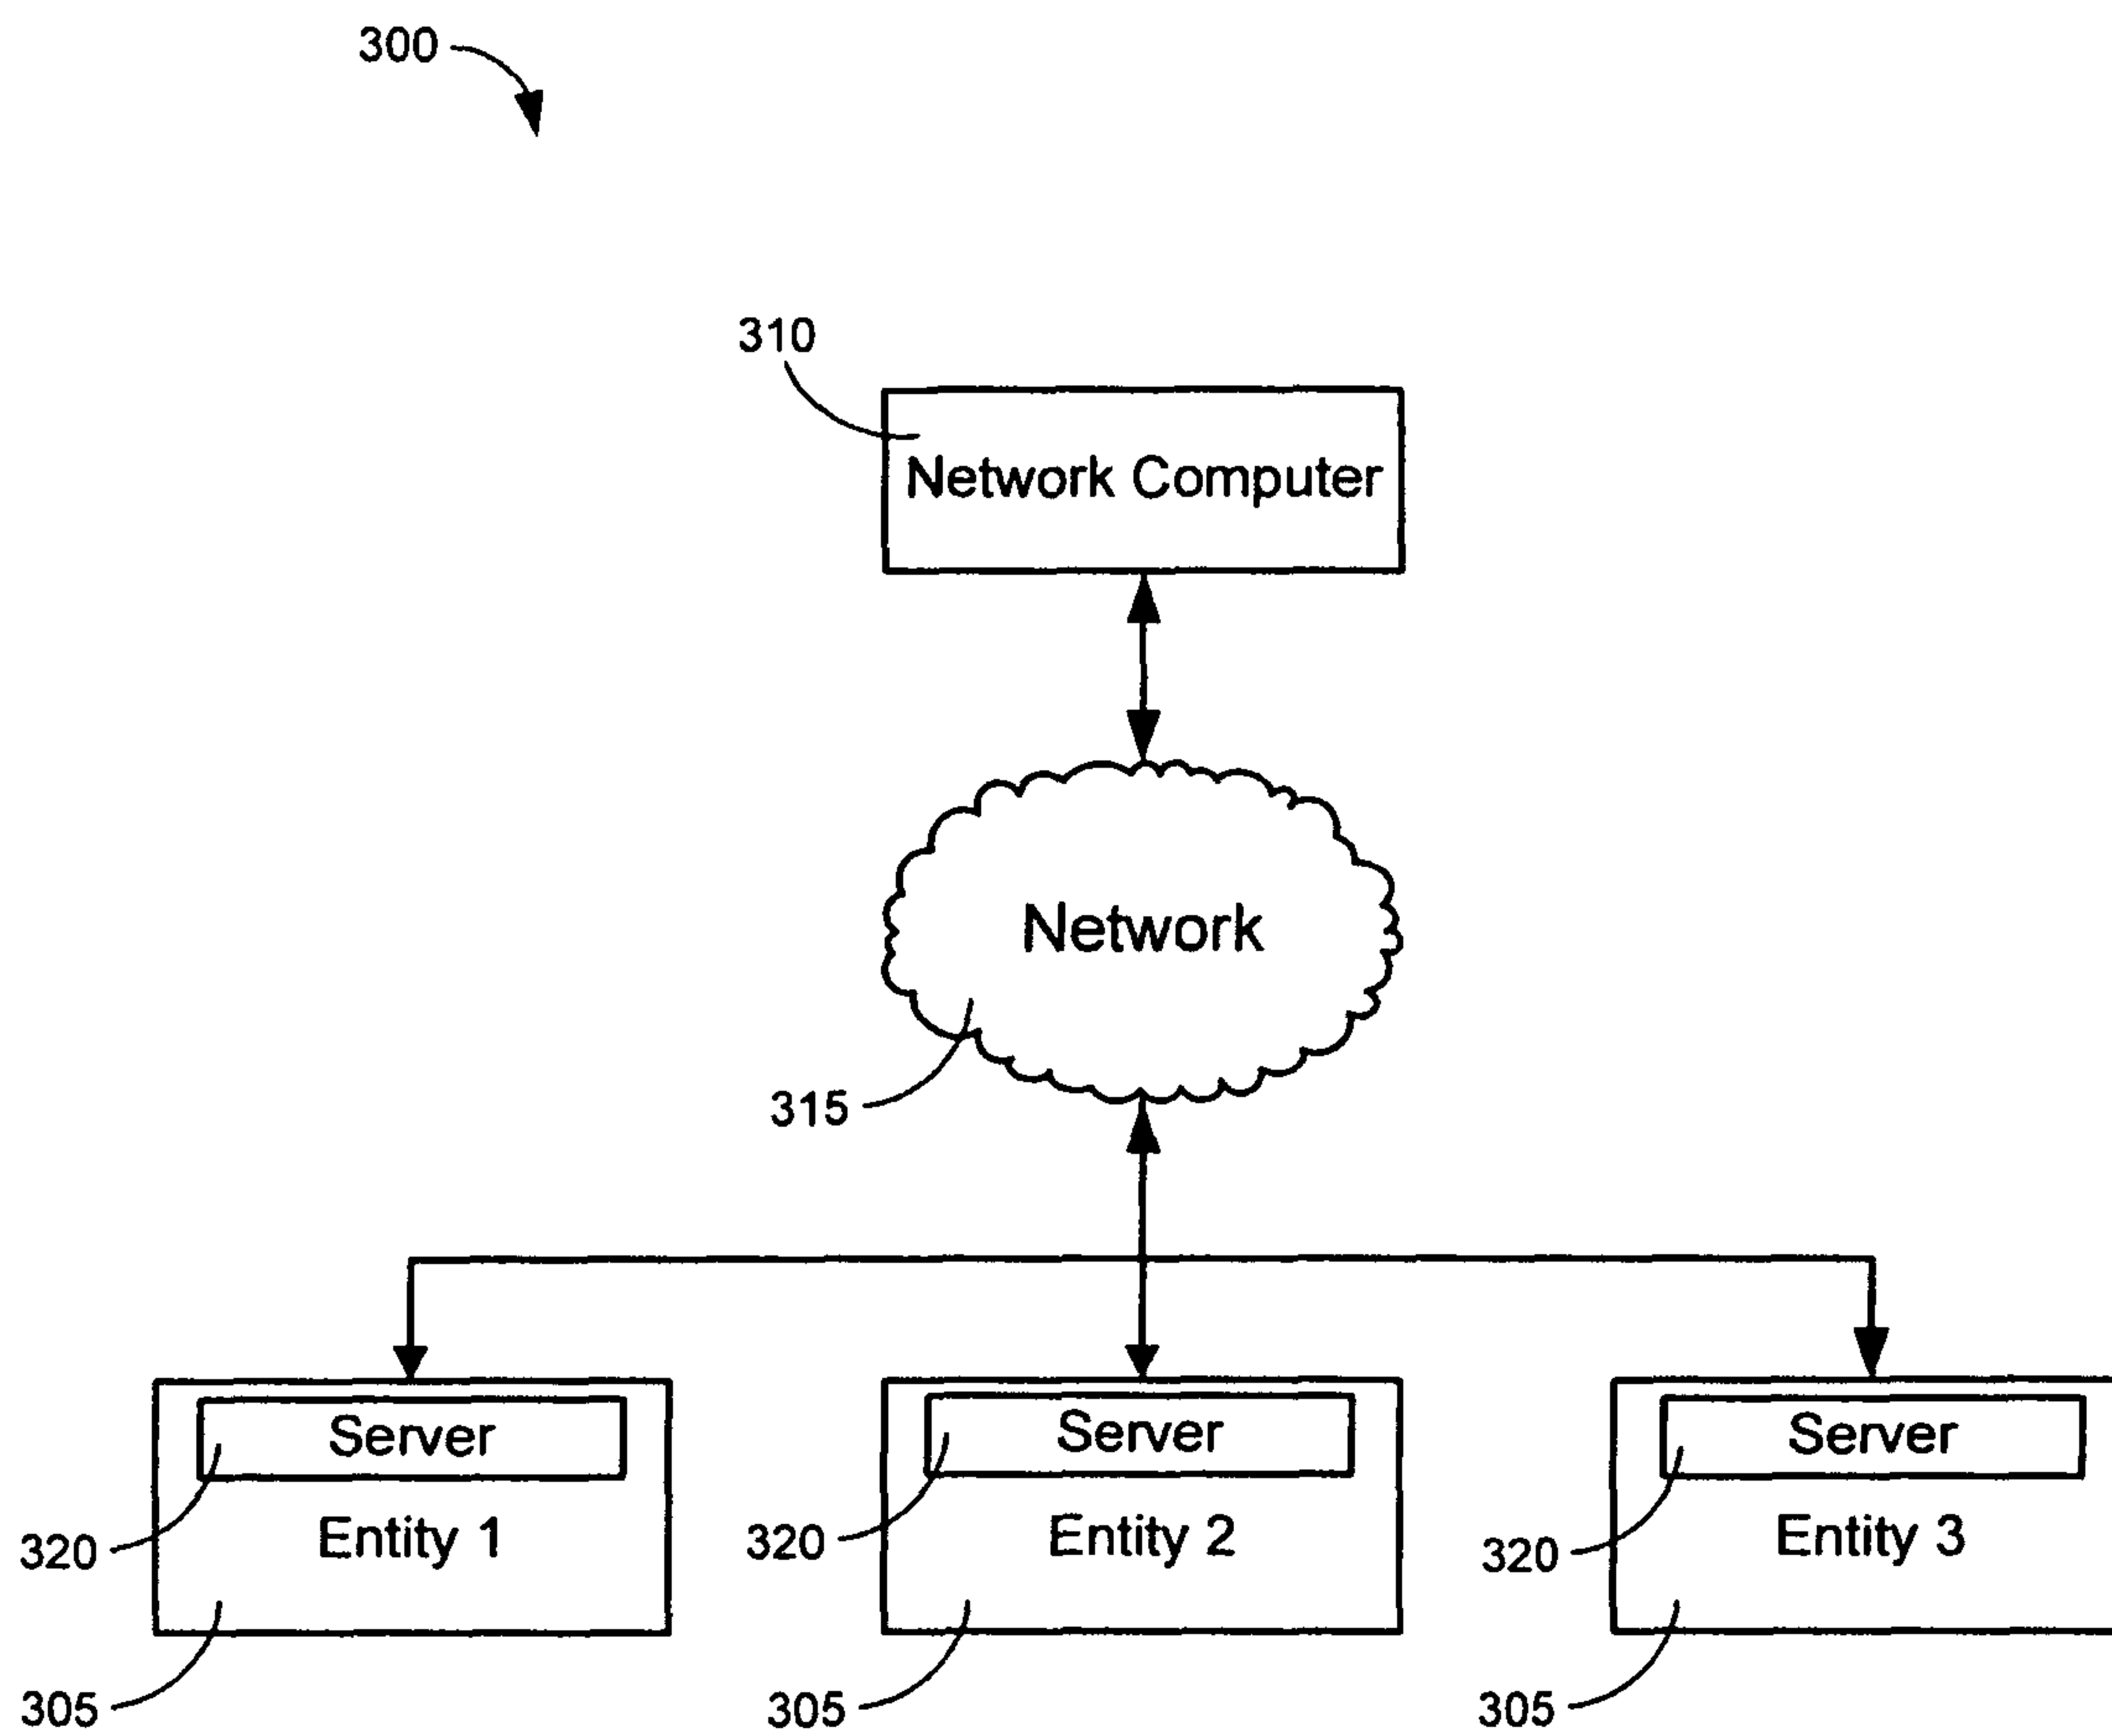 300
310
Network Computer
Network
315
Server
Server
Server
320
Entity 1
320
Entity 2
320
Entity 3
305
305
305